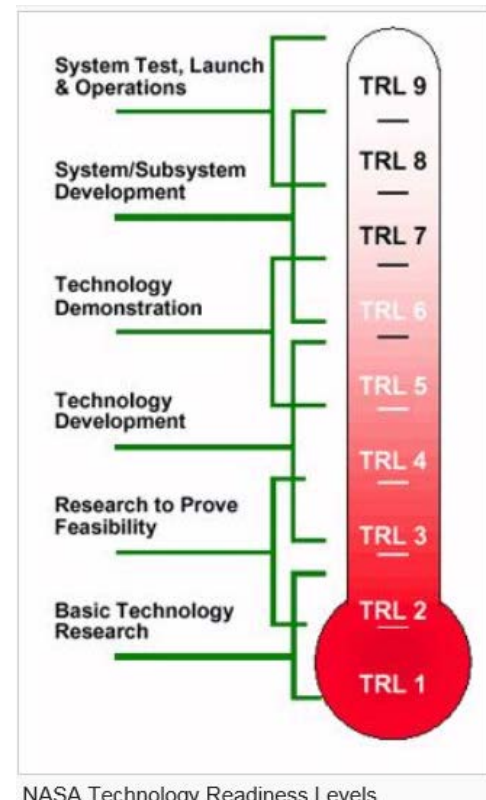 System Test, Launch
& Operations
System/Subsystem
Development
Technology
Demonstration
Technology
Development
Research to Prove
Feasibility
Basic Technology
Research
TRL 9
TRL 8
TRL 7
TRL 6
TRL 5
TRL 4
TRL 3
TRL 2
TRL 1
NASA Technology Readiness Levels